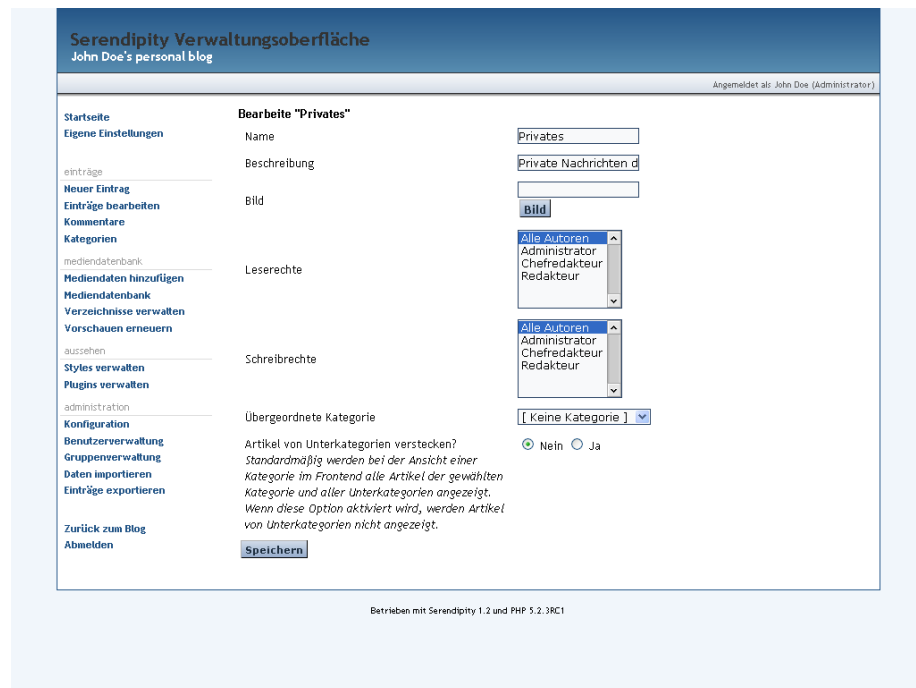 Serendipity Verwaltungsoberfläche
John Doe's personal blog
Angemeldet als John Doe (Administrator)
Startseite
Eigene Einstellungen
einträge
Neuer Eintrag
Einträge bearbeiten
Kommentare
Kategorien
mediendatenbank
Mediendaten hinzufügen
Mediendatenbank
Verzeichnisse verwalten
Vorschauen erneuern
aussehen
Styles verwalten
Plugins verwalten
administration
Konfiguration
Benutzerverwaltung
Gruppenverwaltung
Daten importieren
Einträge exportieren
Zurück zum Blog
Abmelden
Bearbeite "Privates"
Name
Privates
Beschreibung
Private Nachrichten d
Bild
Bild
Leserechte
Alle Autoren
Administrator
Chefredakteur
Redakteur
Schreibrechte
Alle Autoren
Administrator
Chefredakteur
Redakteur
Übergeordnete Kategorie
[ Keine Kategorie ]
Artikel von Unterkategorien verstecken?
Nein Ja
Standardmäßig werden bei der Ansicht einer
Kategorie im Frontend alle Artikel der gewählten
Kategorie und aller Unterkategorien angezeigt.
Wenn diese Option aktiviert wird, werden Artikel
von Unterkategorien nicht angezeigt.
Speichern
Betrieben mit Serendipity 1.2 und PHP 5.2.3RC1